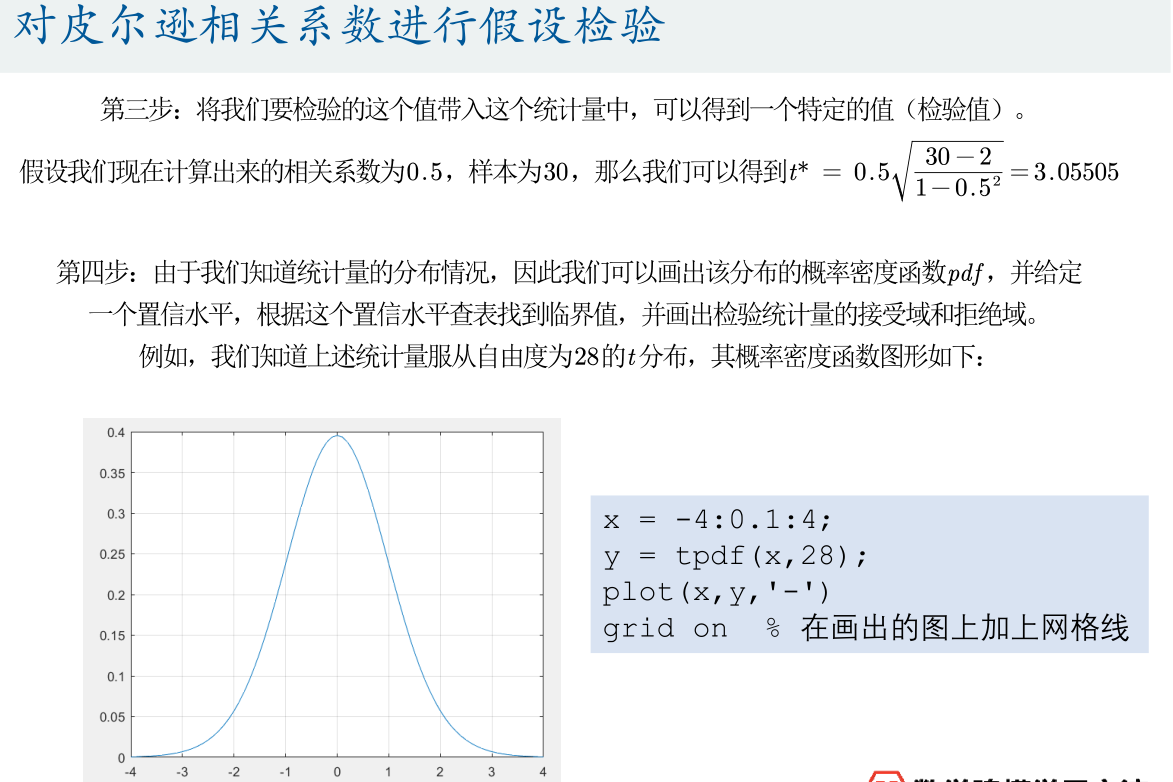 对皮尔逊相关系数进行假设检验
第三步：将我们要检验的这个值带入这个统计量中，可以得到一个特定的值（检验值）。
假设我们现在计算出来的相关系数为0.5，样本为30，那么我们可以得到t* = 0.5√((30−2)/(1−0.5²)) = 3.05505
第四步：由于我们知道统计量的分布情况，因此我们可以画出该分布的概率密度函数pdf，并给定
一个置信水平，根据这个置信水平查表找到临界值，并画出检验统计量的接受域和拒绝域。
例如，我们知道上述统计量服从自由度为28的t分布，其概率密度函数图形如下：
0.4
0.35
0.3
0.25
0.2
0.15
0.1
0.05
0
-4 -3 -2 -1 0 1 2 3 4
x = -4:0.1:4;
y = tpdf(x,28);
plot(x,y,'-')
grid on % 在画出的图上加上网格线